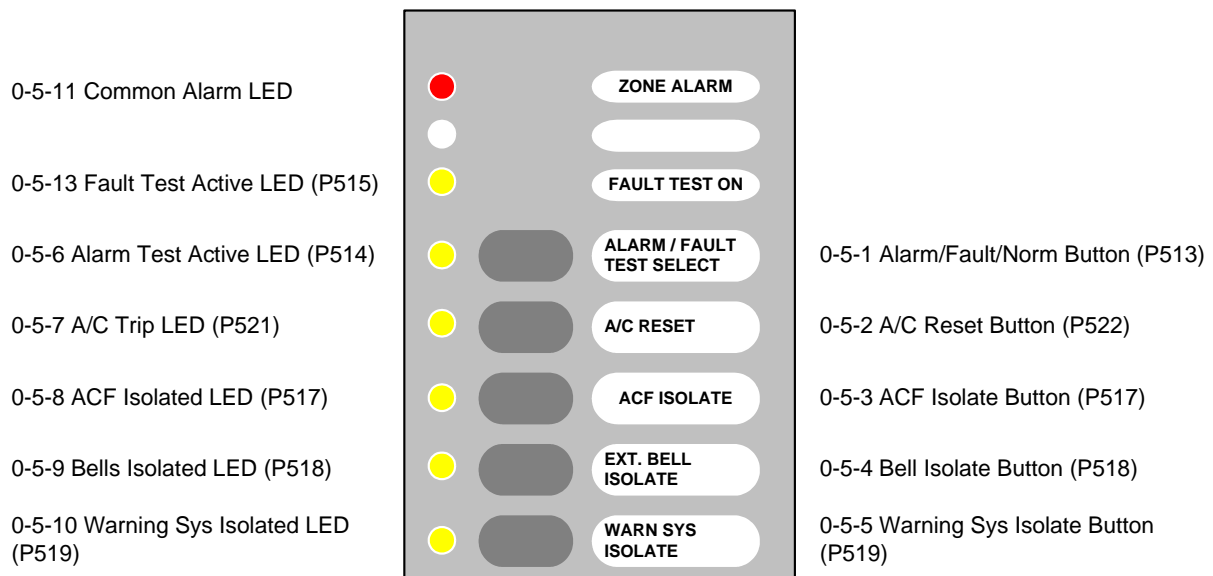 0-5-11 Common Alarm LED
ZONE ALARM
0-5-13 Fault Test Active LED (P515)
FAULT TEST ON
0-5-6 Alarm Test Active LED (P514)
ALARM / FAULT
TEST SELECT
0-5-1 Alarm/Fault/Norm Button (P513)
0-5-7 A/C Trip LED (P521)
A/C RESET
0-5-2 A/C Reset Button (P522)
0-5-8 ACF Isolated LED (P517)
ACF ISOLATE
0-5-3 ACF Isolate Button (P517)
0-5-9 Bells Isolated LED (P518)
EXT. BELL
ISOLATE
0-5-4 Bell Isolate Button (P518)
0-5-10 Warning Sys Isolated LED
(P519)
WARN SYS
ISOLATE
0-5-5 Warning Sys Isolate Button
(P519)